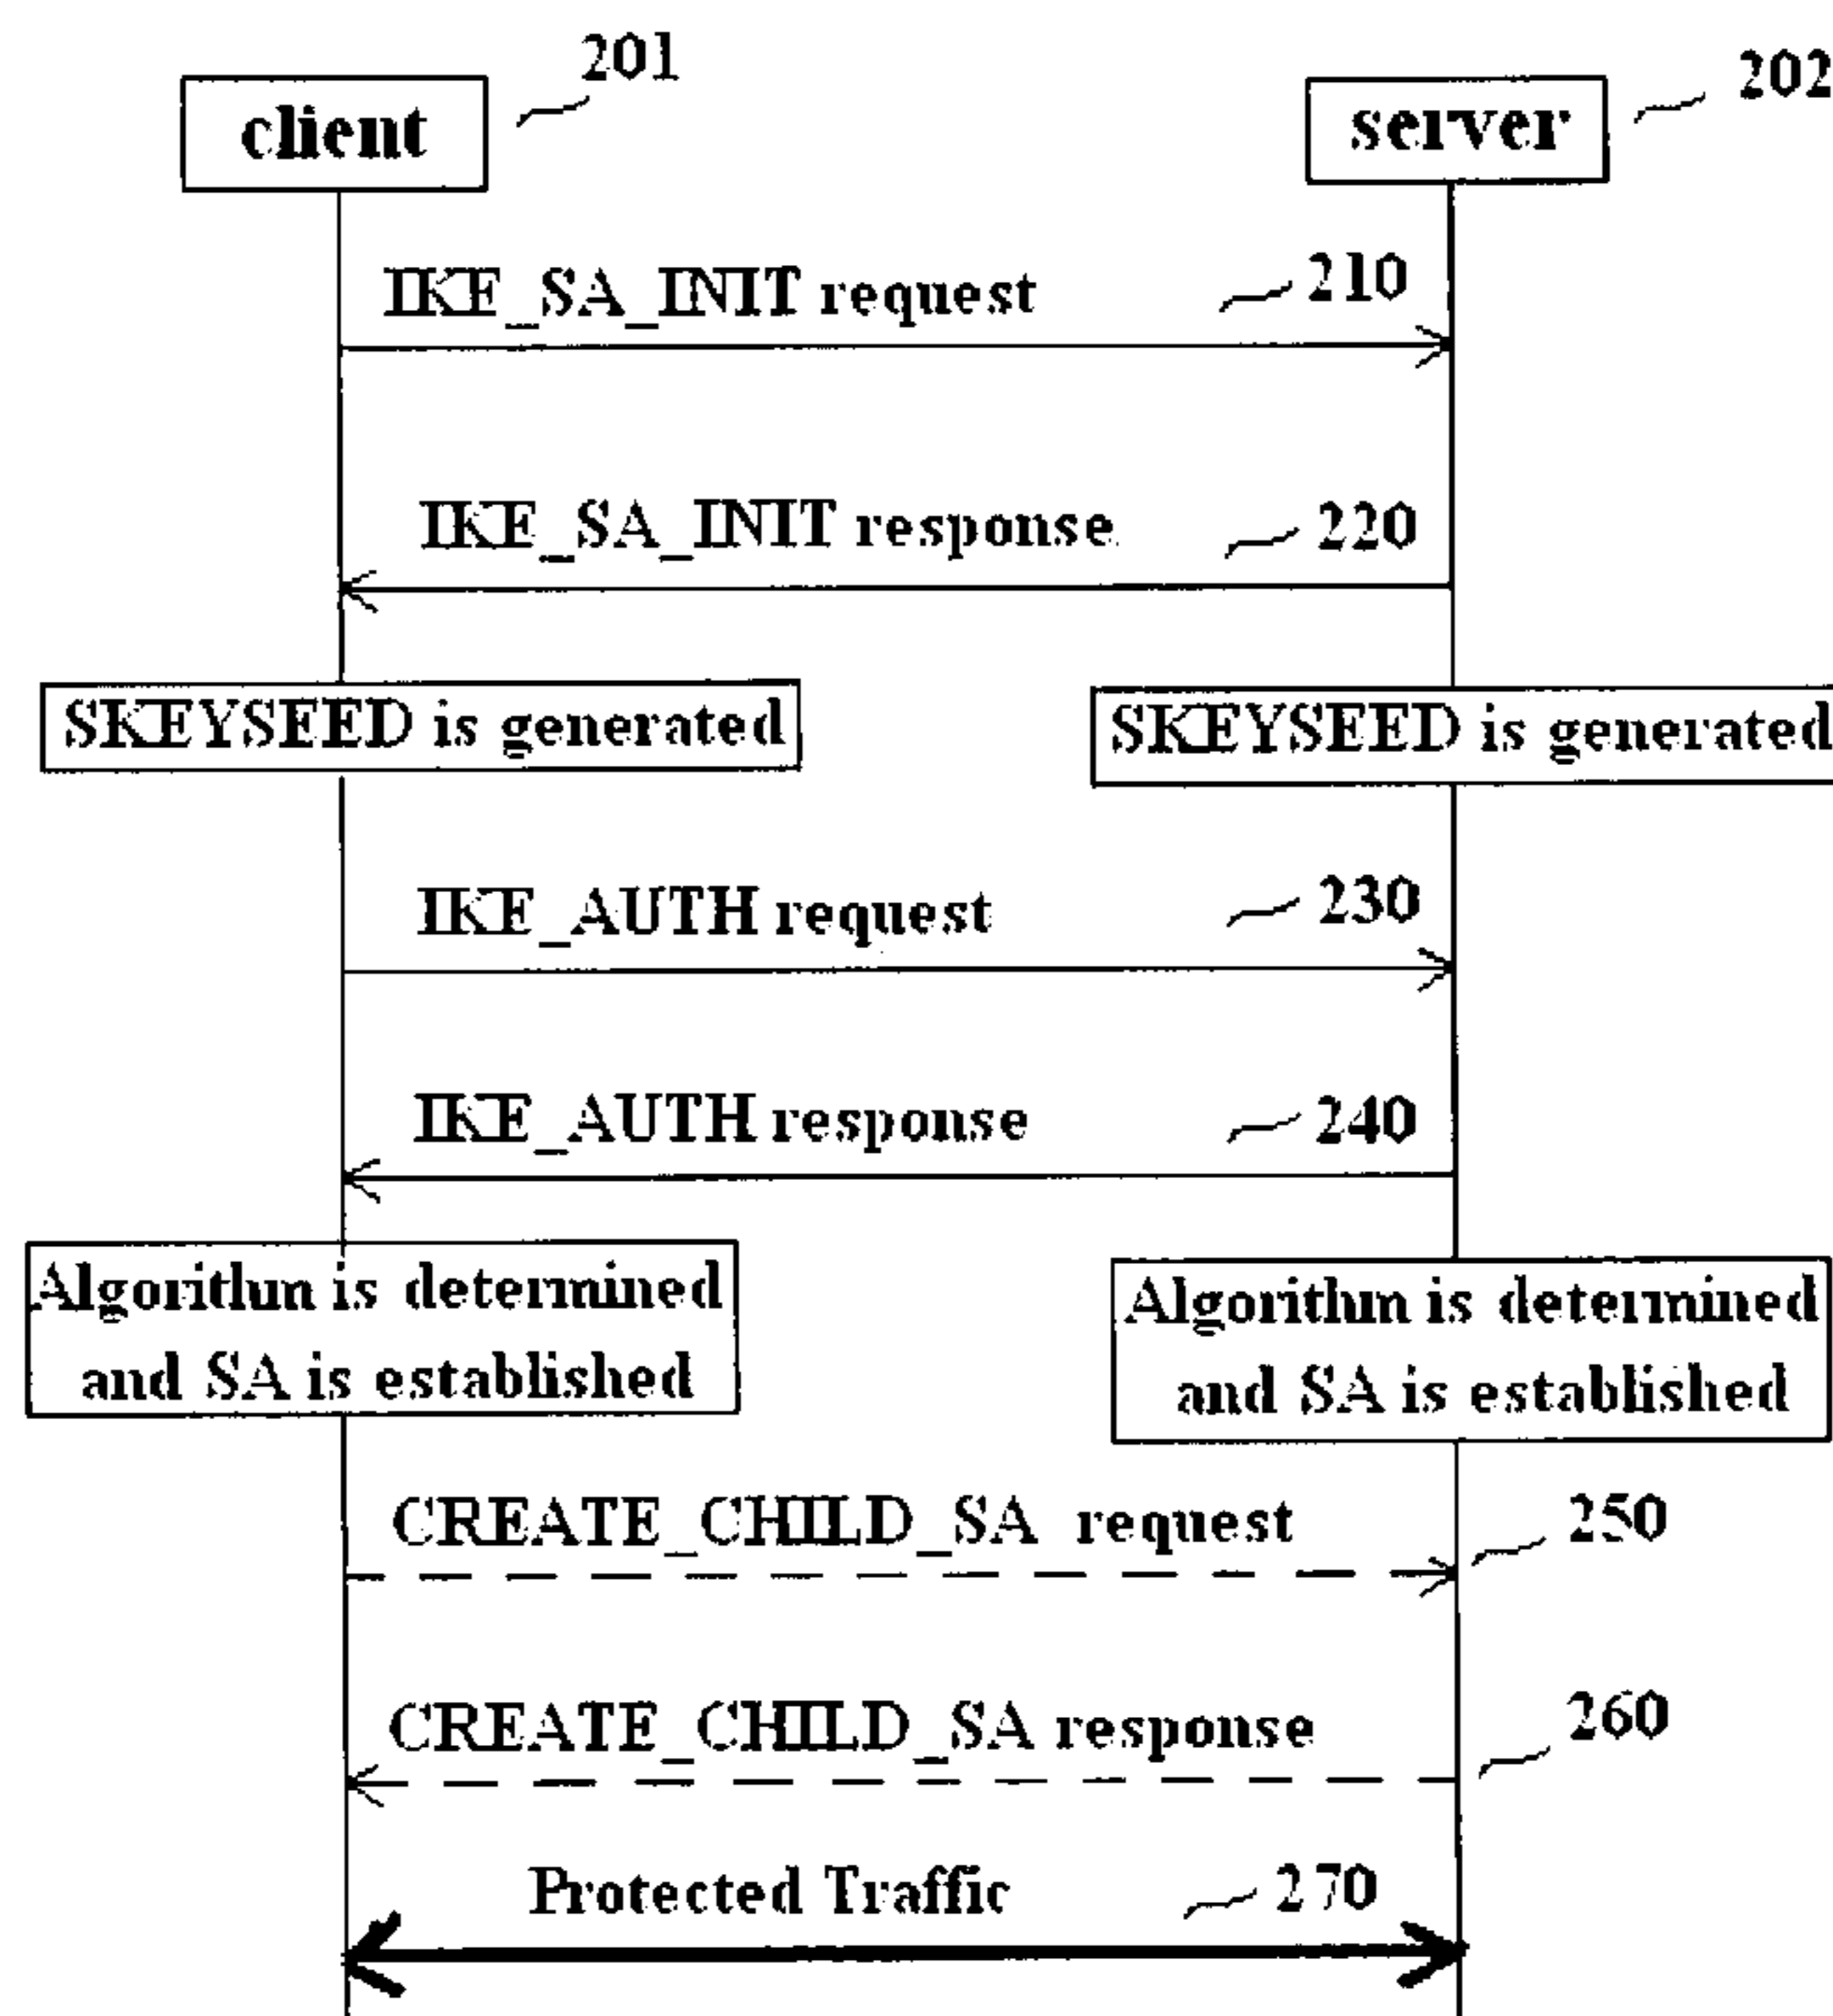 201
202
client
server
IKE_SA_INIT request
210
IKE_SA_INIT response
220
SKEYSEED is generated
SKEYSEED is generated
IKE_AUTH request
230
IKE_AUTH response
240
Algorithm is determined
and SA is established
Algorithm is determined
and SA is established
CREATE_CHILD_SA request
250
CREATE_CHILD_SA response
260
Protected Traffic
270